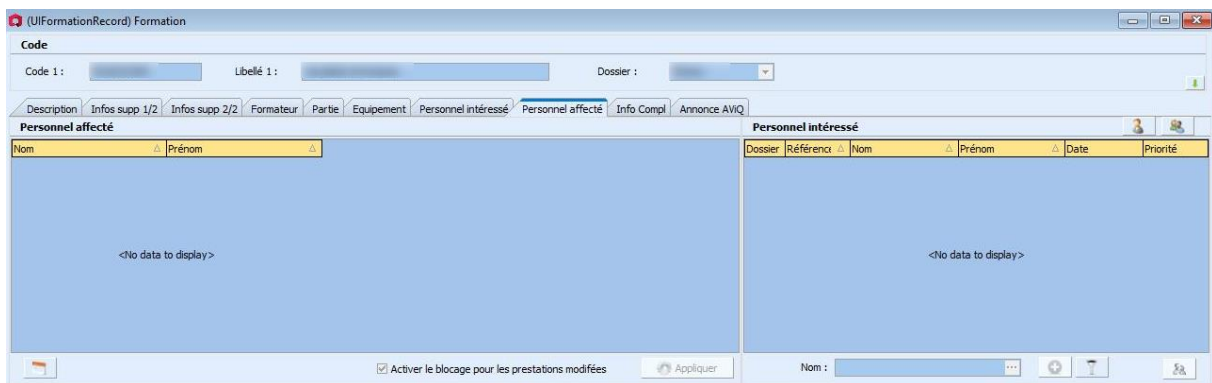 (UIFormationRecord) Formation
Code
Code 1 : Libellé 1 : Dossier :
Description Infos supp 1/2 Infos supp 2/2 Formateur Partie Equipement Personnel intéressé Personnel affecté Info Compl Annonce AViQ
Personnel affecté Personnel intéressé
Nom Prénom Dossier Référence Nom Prénom Date Priorité
<No data to display> <No data to display>
Activer le blocage pour les prestations modifiées Appliquer Nom : ...